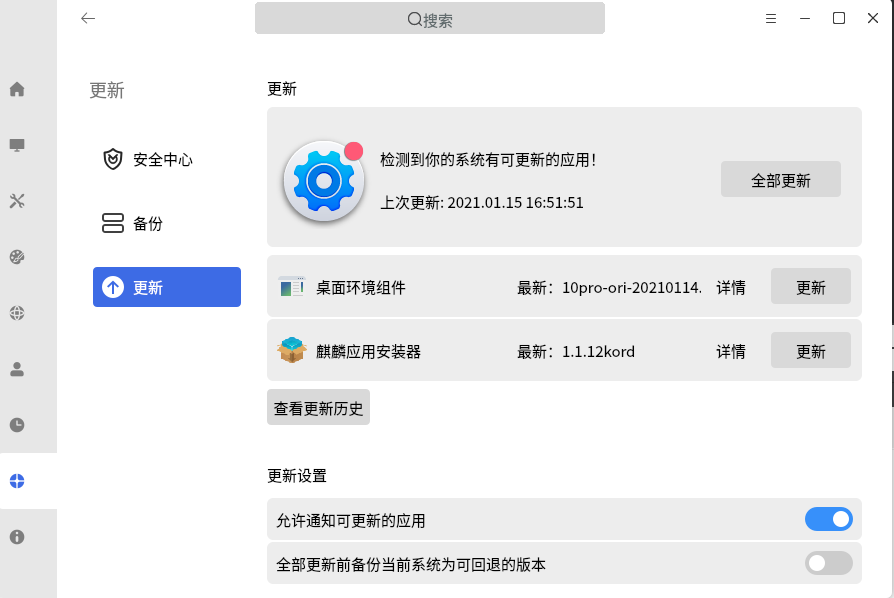 搜索
更新
安全中心
备份
更新
更新
检测到你的系统有可更新的应用!
上次更新: 2021.01.15 16:51:51
全部更新
桌面环境组件 最新：10pro-ori-20210114. 详情 更新
麒麟应用安装器 最新：1.1.12kord 详情 更新
查看更新历史
更新设置
允许通知可更新的应用
全部更新前备份当前系统为可回退的版本